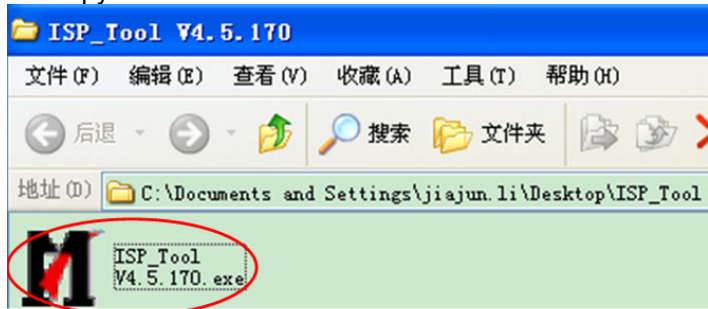 ISP_Tool V4.5.170
文件(F) 编辑(E) 查看(V) 收藏(A) 工具(T) 帮助(H)
后退 搜索 文件夹
地址(D) C:\Documents and Settings\jiajun.li\Desktop\ISP_Tool
ISP_Tool
V4.5.170.exe